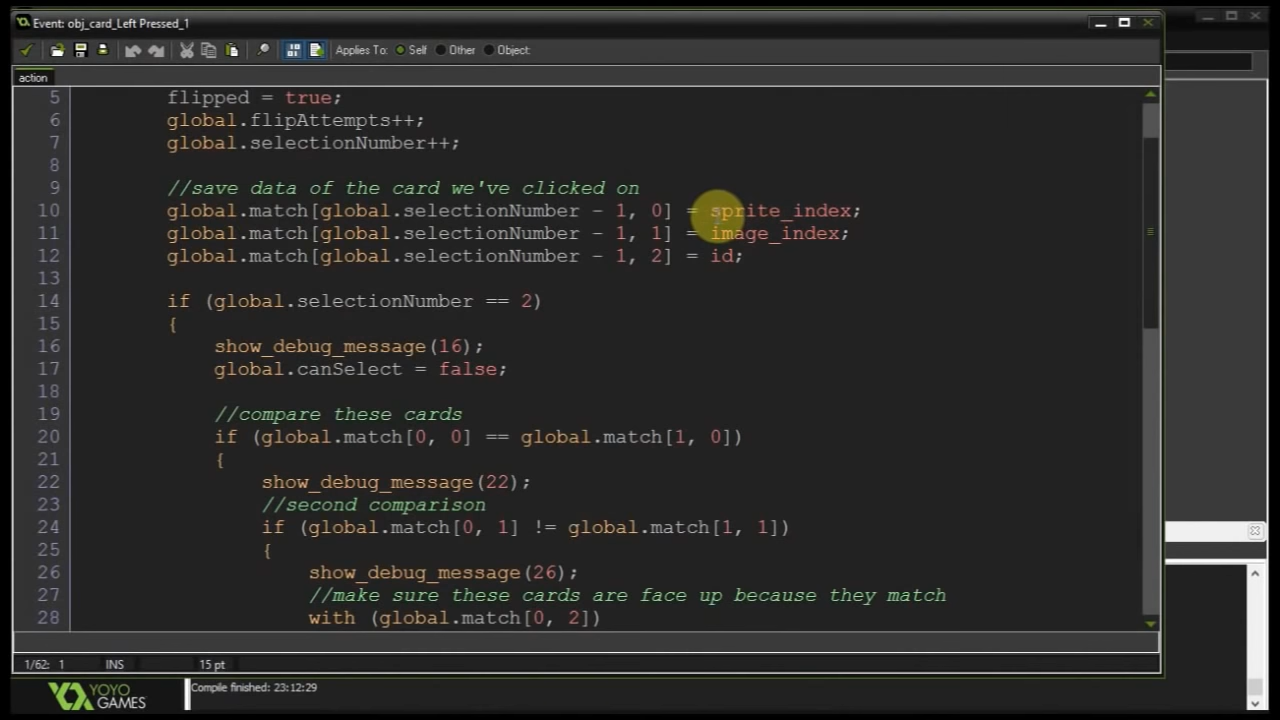 Event: obj_card_Left Pressed_1
Applies To: Self Other Object:
action
5 flipped = true;
6 global.flipAttempts++;
7 global.selectionNumber++;
8
9 //save data of the card we've clicked on
10 global.match[global.selectionNumber - 1, 0] = sprite_index;
11 global.match[global.selectionNumber - 1, 1] = image_index;
12 global.match[global.selectionNumber - 1, 2] = id;
13
14 if (global.selectionNumber == 2)
15 {
16 show_debug_message(16);
17 global.canSelect = false;
18
19 //compare these cards
20 if (global.match[0, 0] == global.match[1, 0])
21 {
22 show_debug_message(22);
23 //second comparison
24 if (global.match[0, 1] != global.match[1, 1])
25 {
26 show_debug_message(26);
27 //make sure these cards are face up because they match
28 with (global.match[0, 2])
1/62: 1 INS 15 pt
YOYO GAMES
Compile finished: 23:12:29